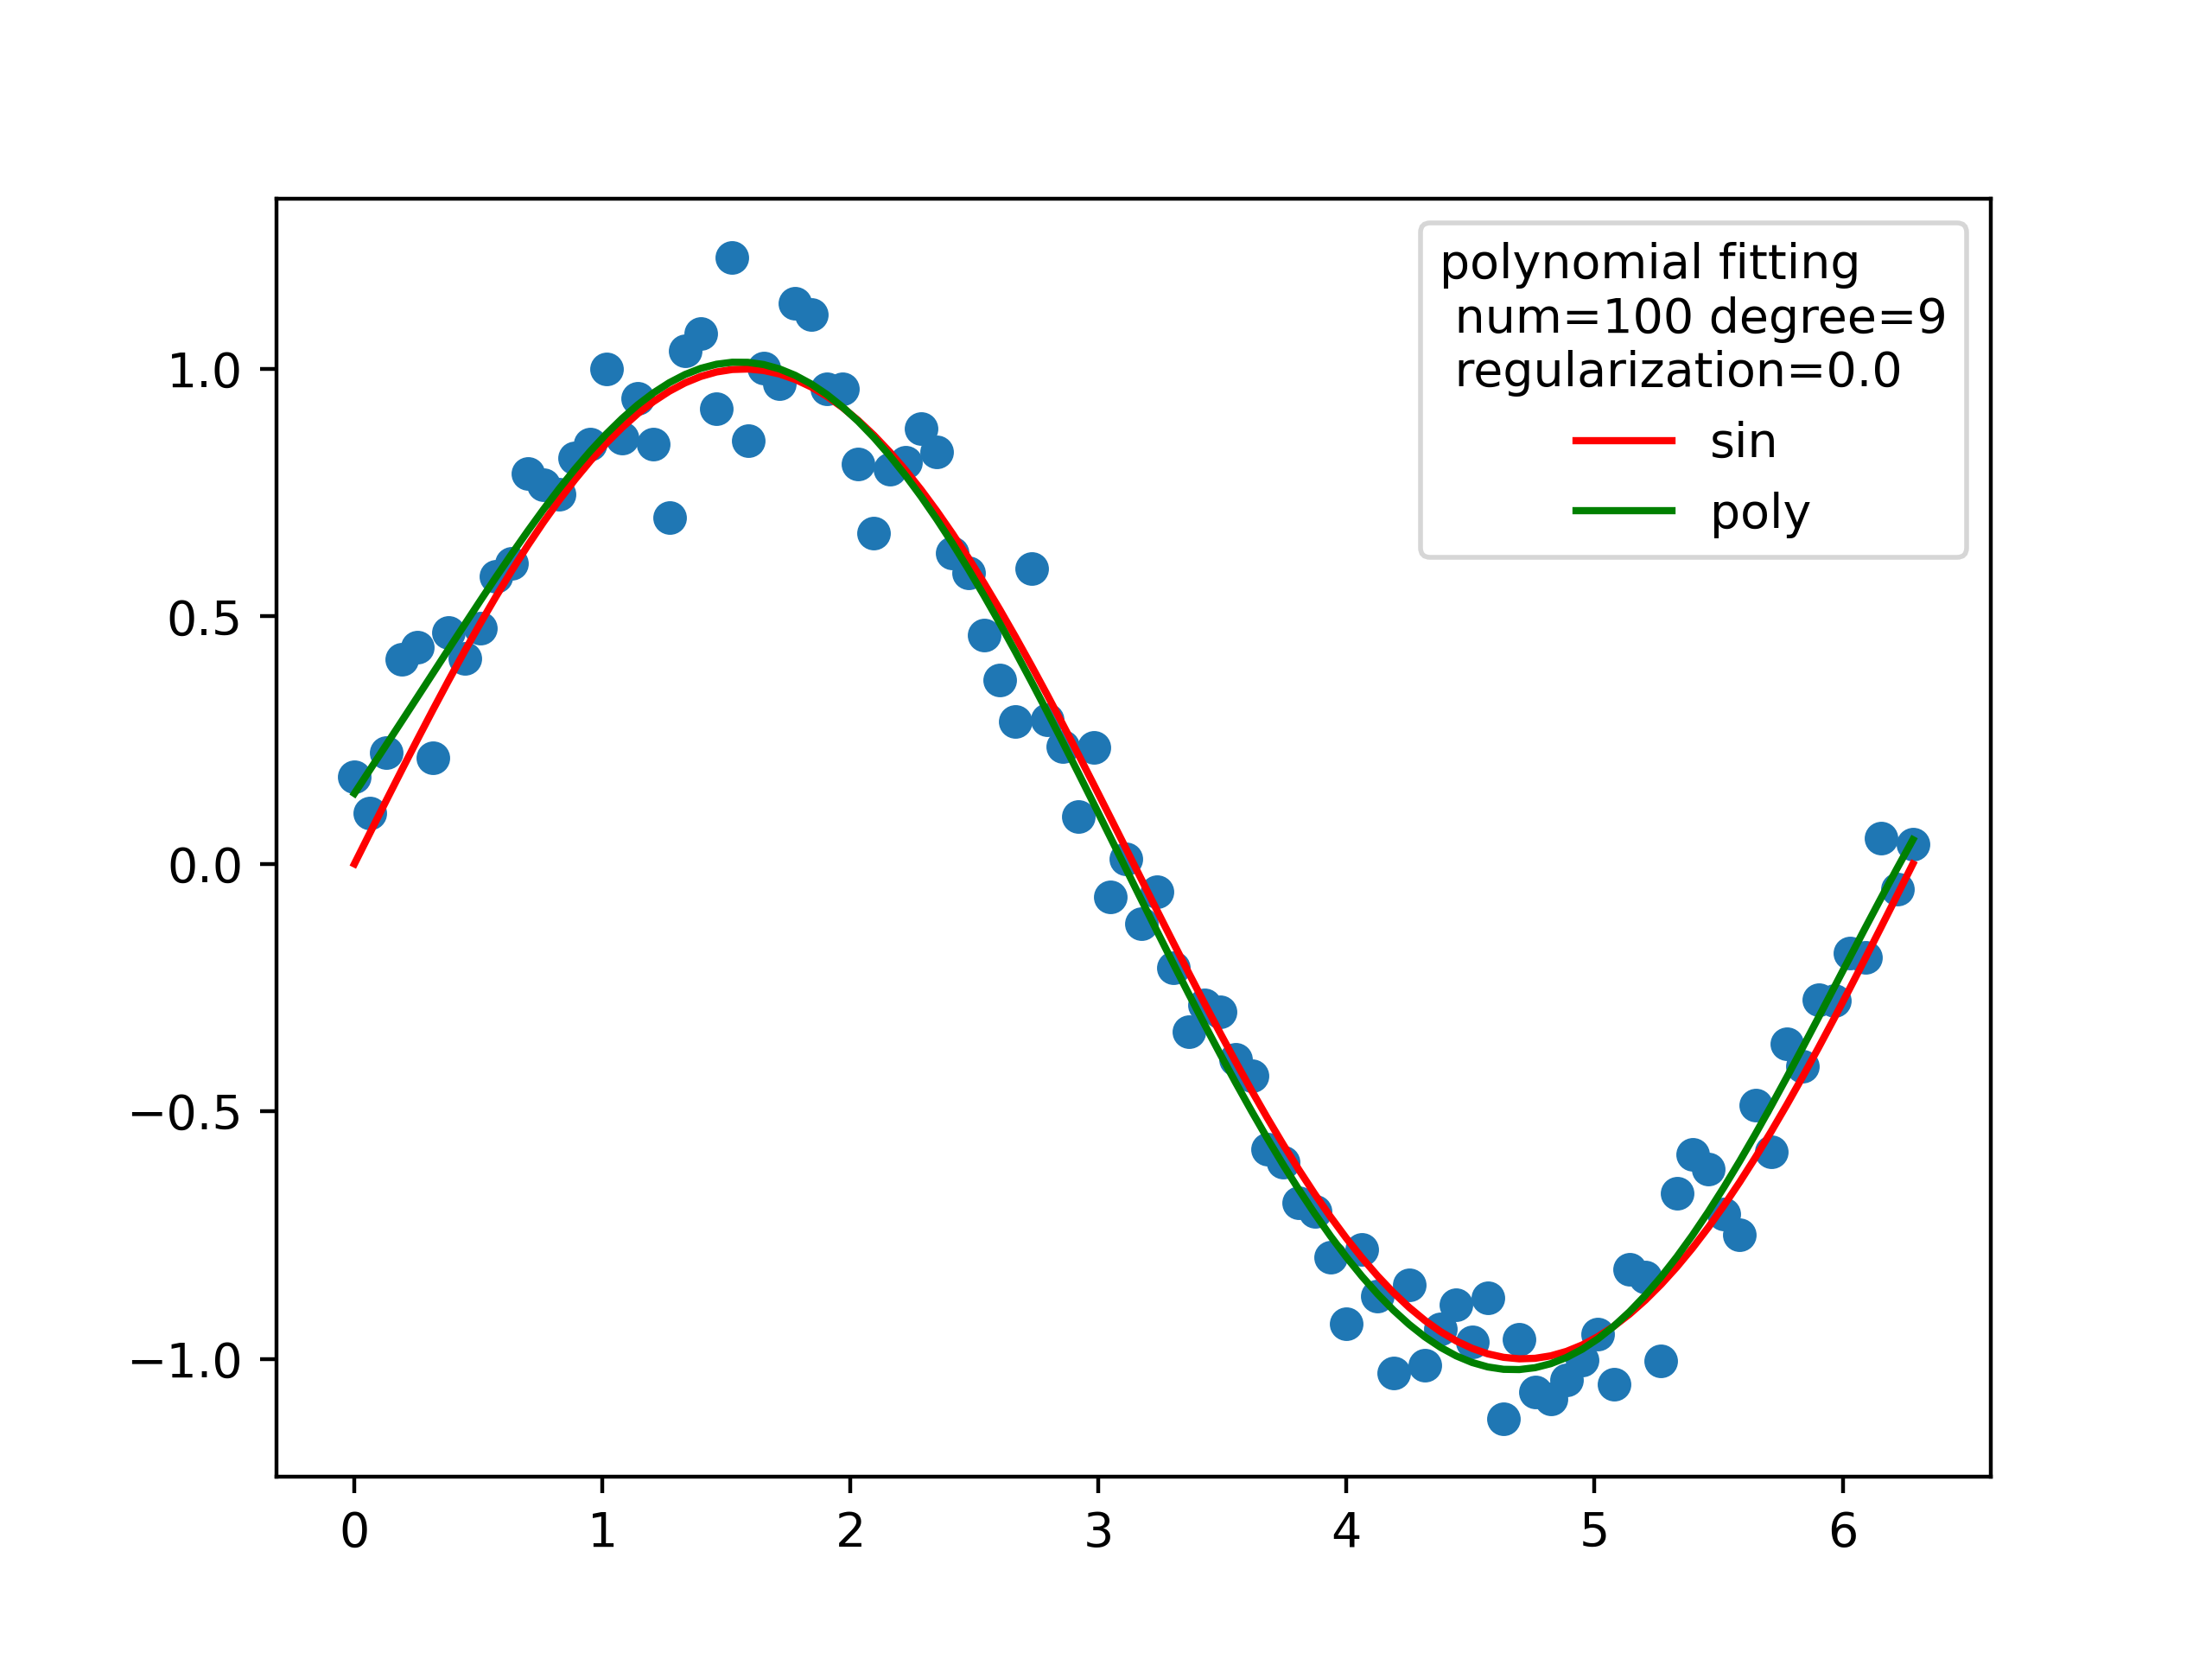 polynomial fitting
num=100 degree=9
regularization=0.0
sin
poly
1.0
0.5
0.0
−0.5
−1.0
0 1 2 3 4 5 6